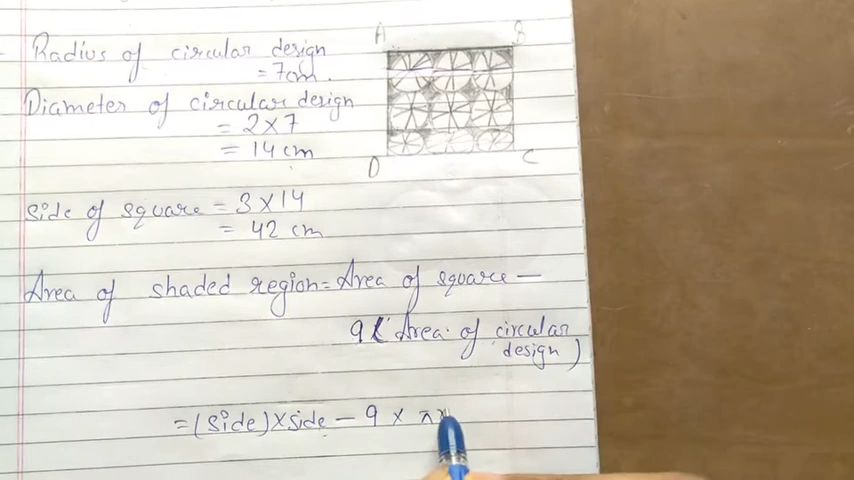 Radius of circular design
= 7cm.
Diameter of circular design
= 2×7
= 14 cm
A B
D C
Side of square = 3×14
= 42 cm
Area of shaded region = Area of square —
9( Area of circular
design )
= (Side)×side − 9 × π